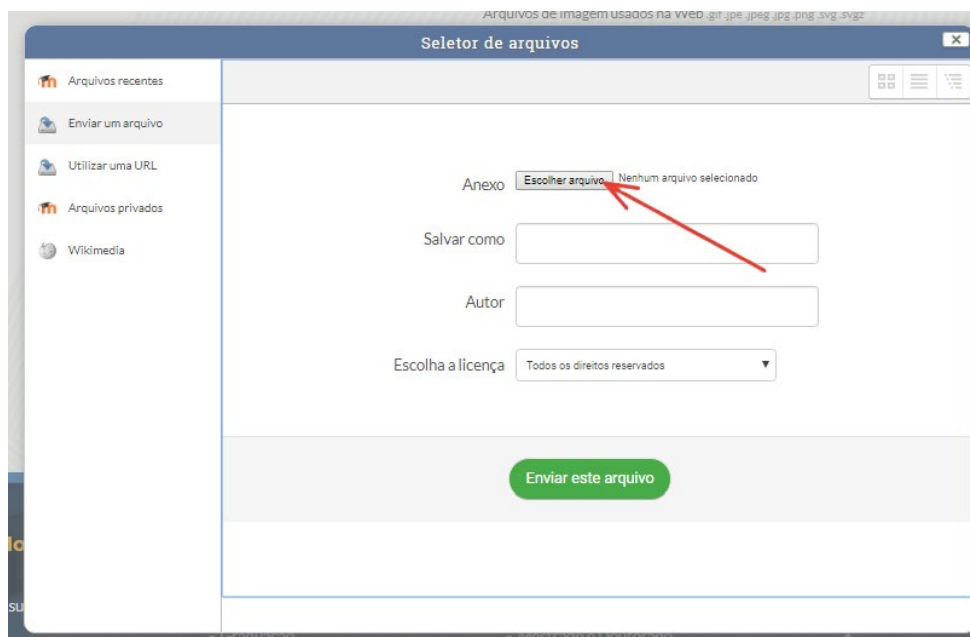 Arquivos de imagem usados na Web .gif .jpe .jpeg .jpg .png .svg .svgz
Seletor de arquivos
Arquivos recentes
Enviar um arquivo
Utilizar uma URL
Arquivos privados
Wikimedia
Anexo Escolher arquivo Nenhum arquivo selecionado
Salvar como
Autor
Escolha a licença Todos os direitos reservados
Enviar este arquivo